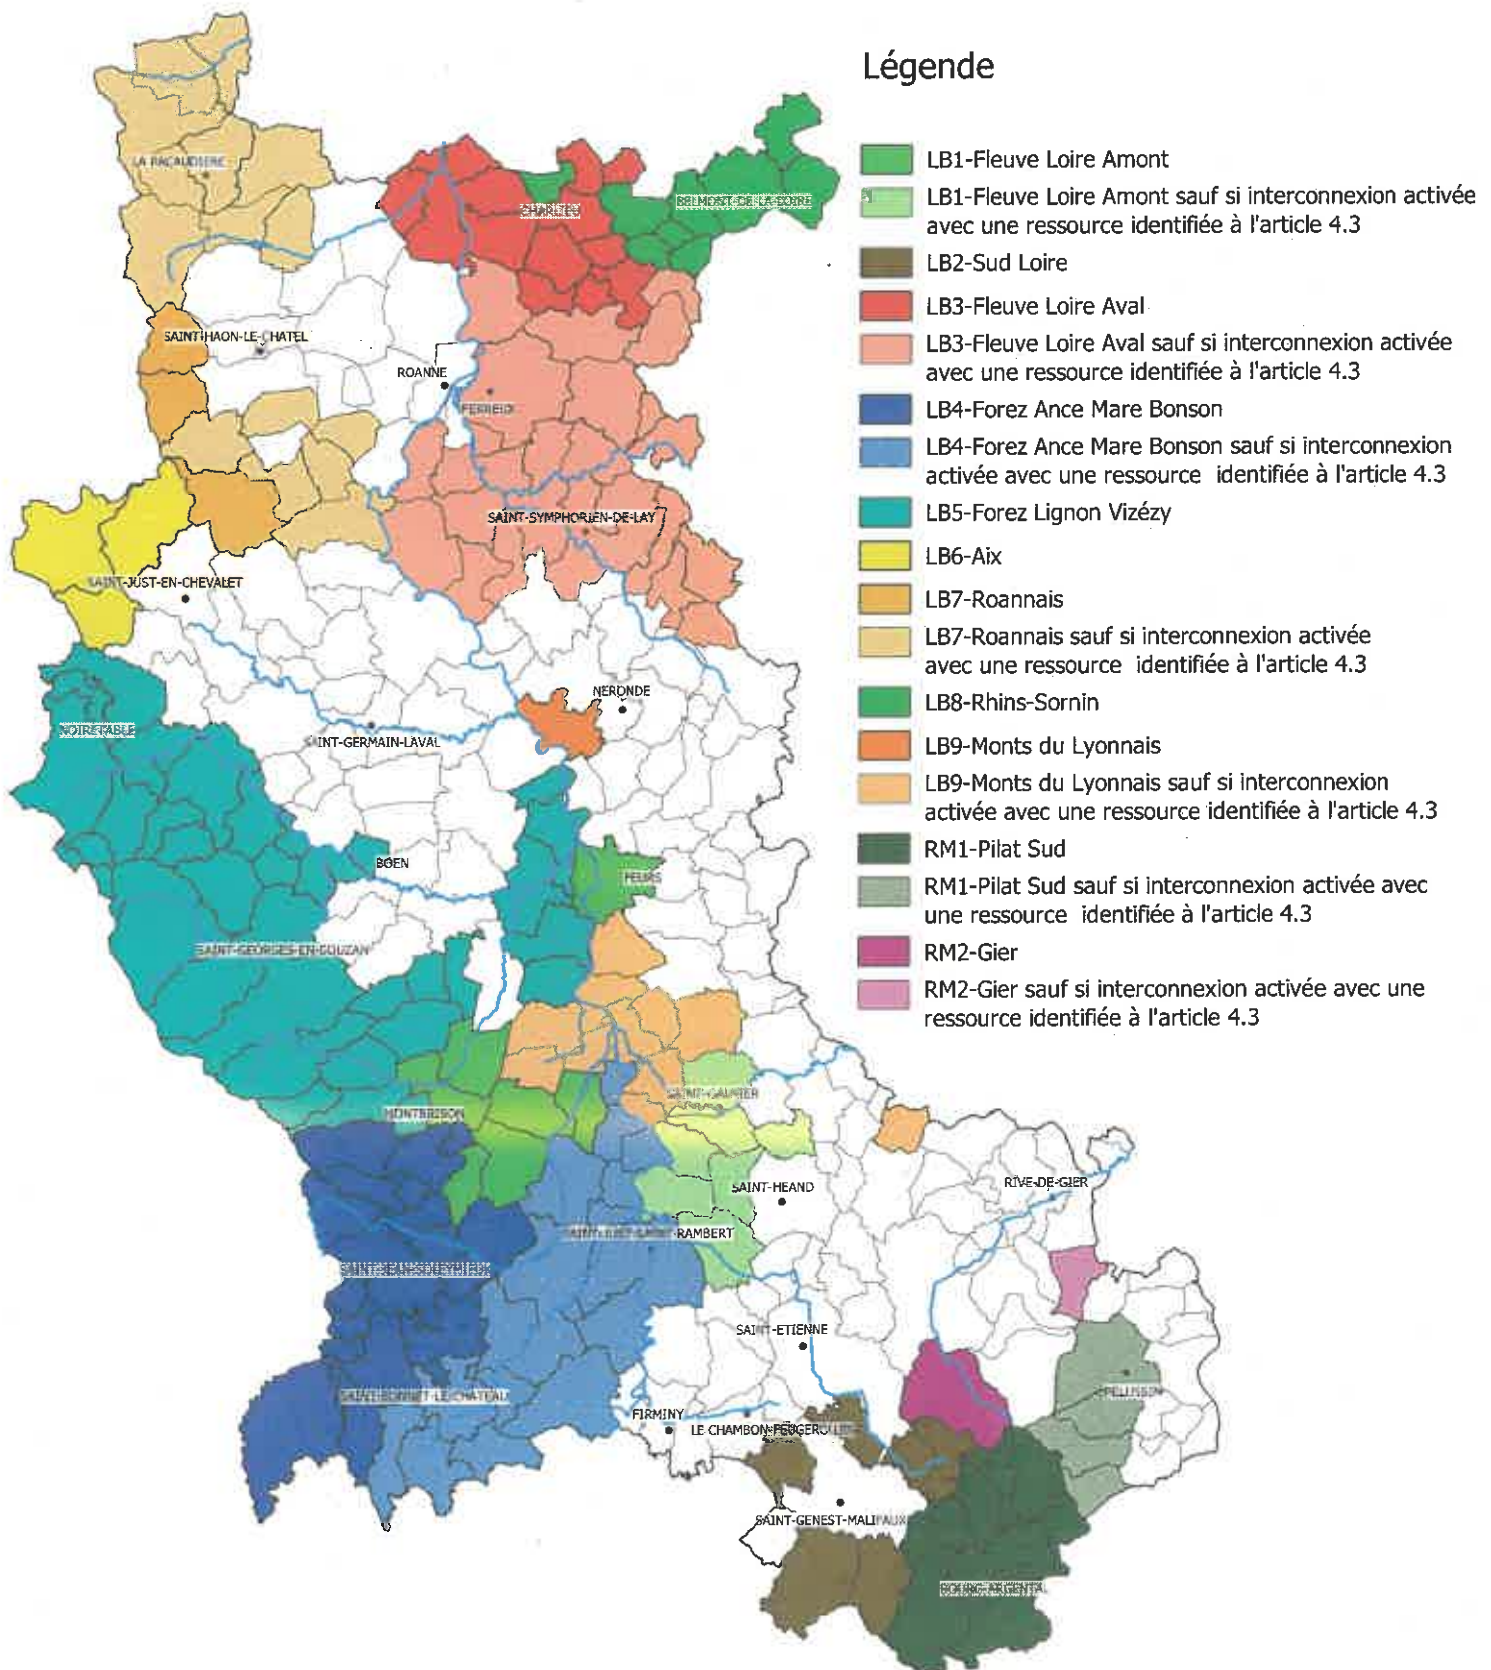 Légende
LB1-Fleuve Loire Amont
LB1-Fleuve Loire Amont sauf si interconnexion activée
avec une ressource identifiée à l'article 4.3
LB2-Sud Loire
LB3-Fleuve Loire Aval
LB3-Fleuve Loire Aval sauf si interconnexion activée
avec une ressource identifiée à l'article 4.3
LB4-Forez Ance Mare Bonson
LB4-Forez Ance Mare Bonson sauf si interconnexion
activée avec une ressource identifiée à l'article 4.3
LB5-Forez Lignon Vizézy
LB6-Aix
LB7-Roannais
LB7-Roannais sauf si interconnexion activée
avec une ressource identifiée à l'article 4.3
LB8-Rhins-Sornin
LB9-Monts du Lyonnais
LB9-Monts du Lyonnais sauf si interconnexion
activée avec une ressource identifiée à l'article 4.3
RM1-Pilat Sud
RM1-Pilat Sud sauf si interconnexion activée avec
une ressource identifiée à l'article 4.3
RM2-Gier
RM2-Gier sauf si interconnexion activée avec une
ressource identifiée à l'article 4.3
LA PACAUDIERE
CHARLIEU
BELMONT-DE-LA-LOIRE
SAINT-HAON-LE-CHATEL
ROANNE
PERREUX
SAINT-SYMPHORIEN-DE-LAY
SAINT-JUST-EN-CHEVALET
NERONDE
NOIRETABLE
SAINT-GERMAIN-LAVAL
BOEN
FEURS
SAINT-GEORGES-EN-COUZAN
SAINT-GALMIER
MONTBRISON
RIVE-DE-GIER
SAINT-HEAND
SAINT-JUST-SAINT-RAMBERT
SAINT-JEAN-SOLEYMIEUX
SAINT-ETIENNE
PELUSSIN
SAINT-BONNET-LE-CHATEAU
FIRMINY
LE CHAMBON-FEUGEROLLES
SAINT-GENEST-MALIFAUX
BOURG-ARGENTAL